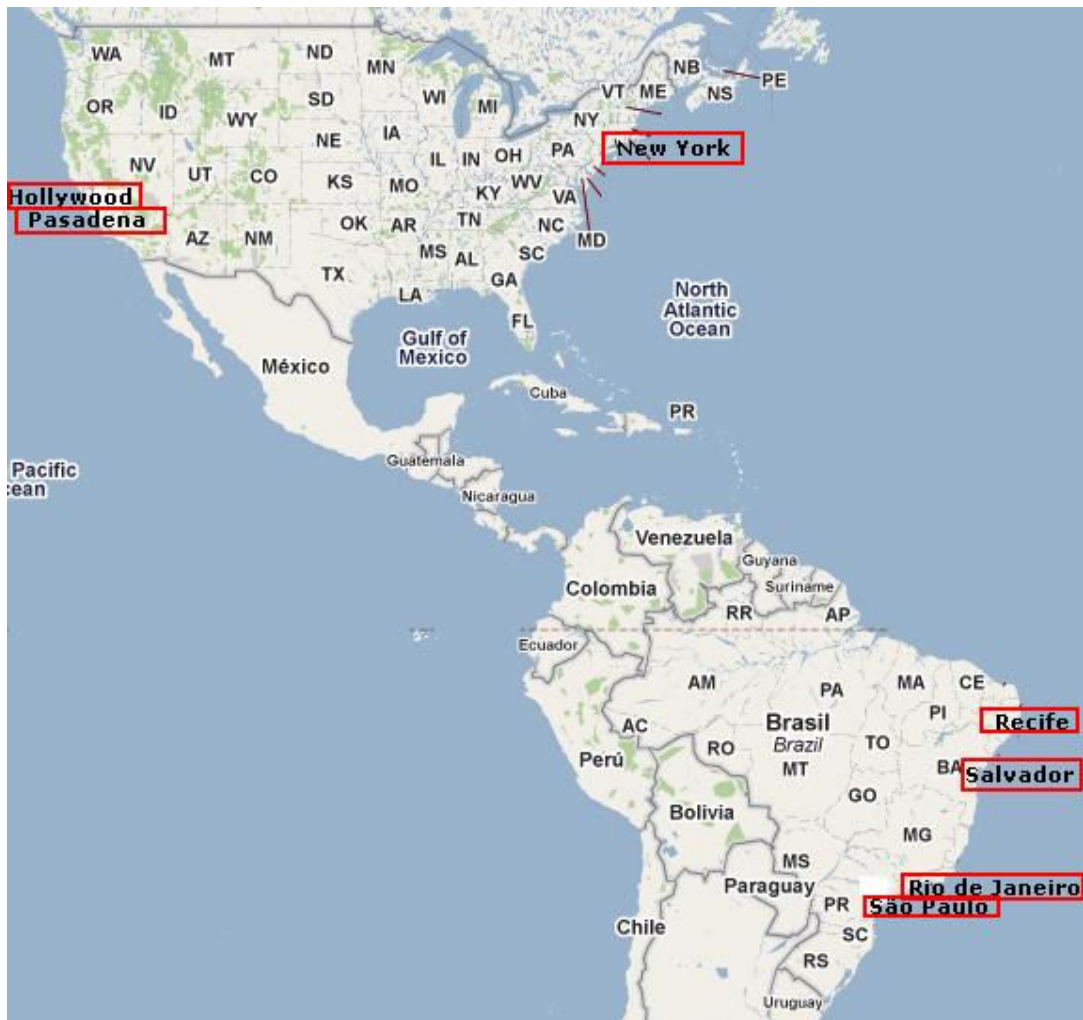 WA
MT
ND
MN
NB
PE
OR
ID
WY
SD
WI
MI
VT
ME
NS
NY
NE
IA
New York
NV
UT
CO
KS
MO
IL
IN
OH
PA
WV
KY
VA
Hollywood
Pasadena
AZ
NM
OK
AR
TN
NC
MD
TX
MS
AL
SC
GA
LA
FL
North
Atlantic
Ocean
Gulf of
Mexico
México
Cuba
PR
Guatemala
Pacific
cean
Nicaragua
Venezuela
Guyana
Colombia
Suriname
RR
AP
Ecuador
AM
PA
MA
CE
PI
AC
Brasil
Brazil
Recife
RO
TO
Perú
MT
BA
Salvador
GO
Bolivia
MG
MS
Paraguay
Rio de Janeiro
PR
São Paulo
Chile
SC
RS
Uruguay